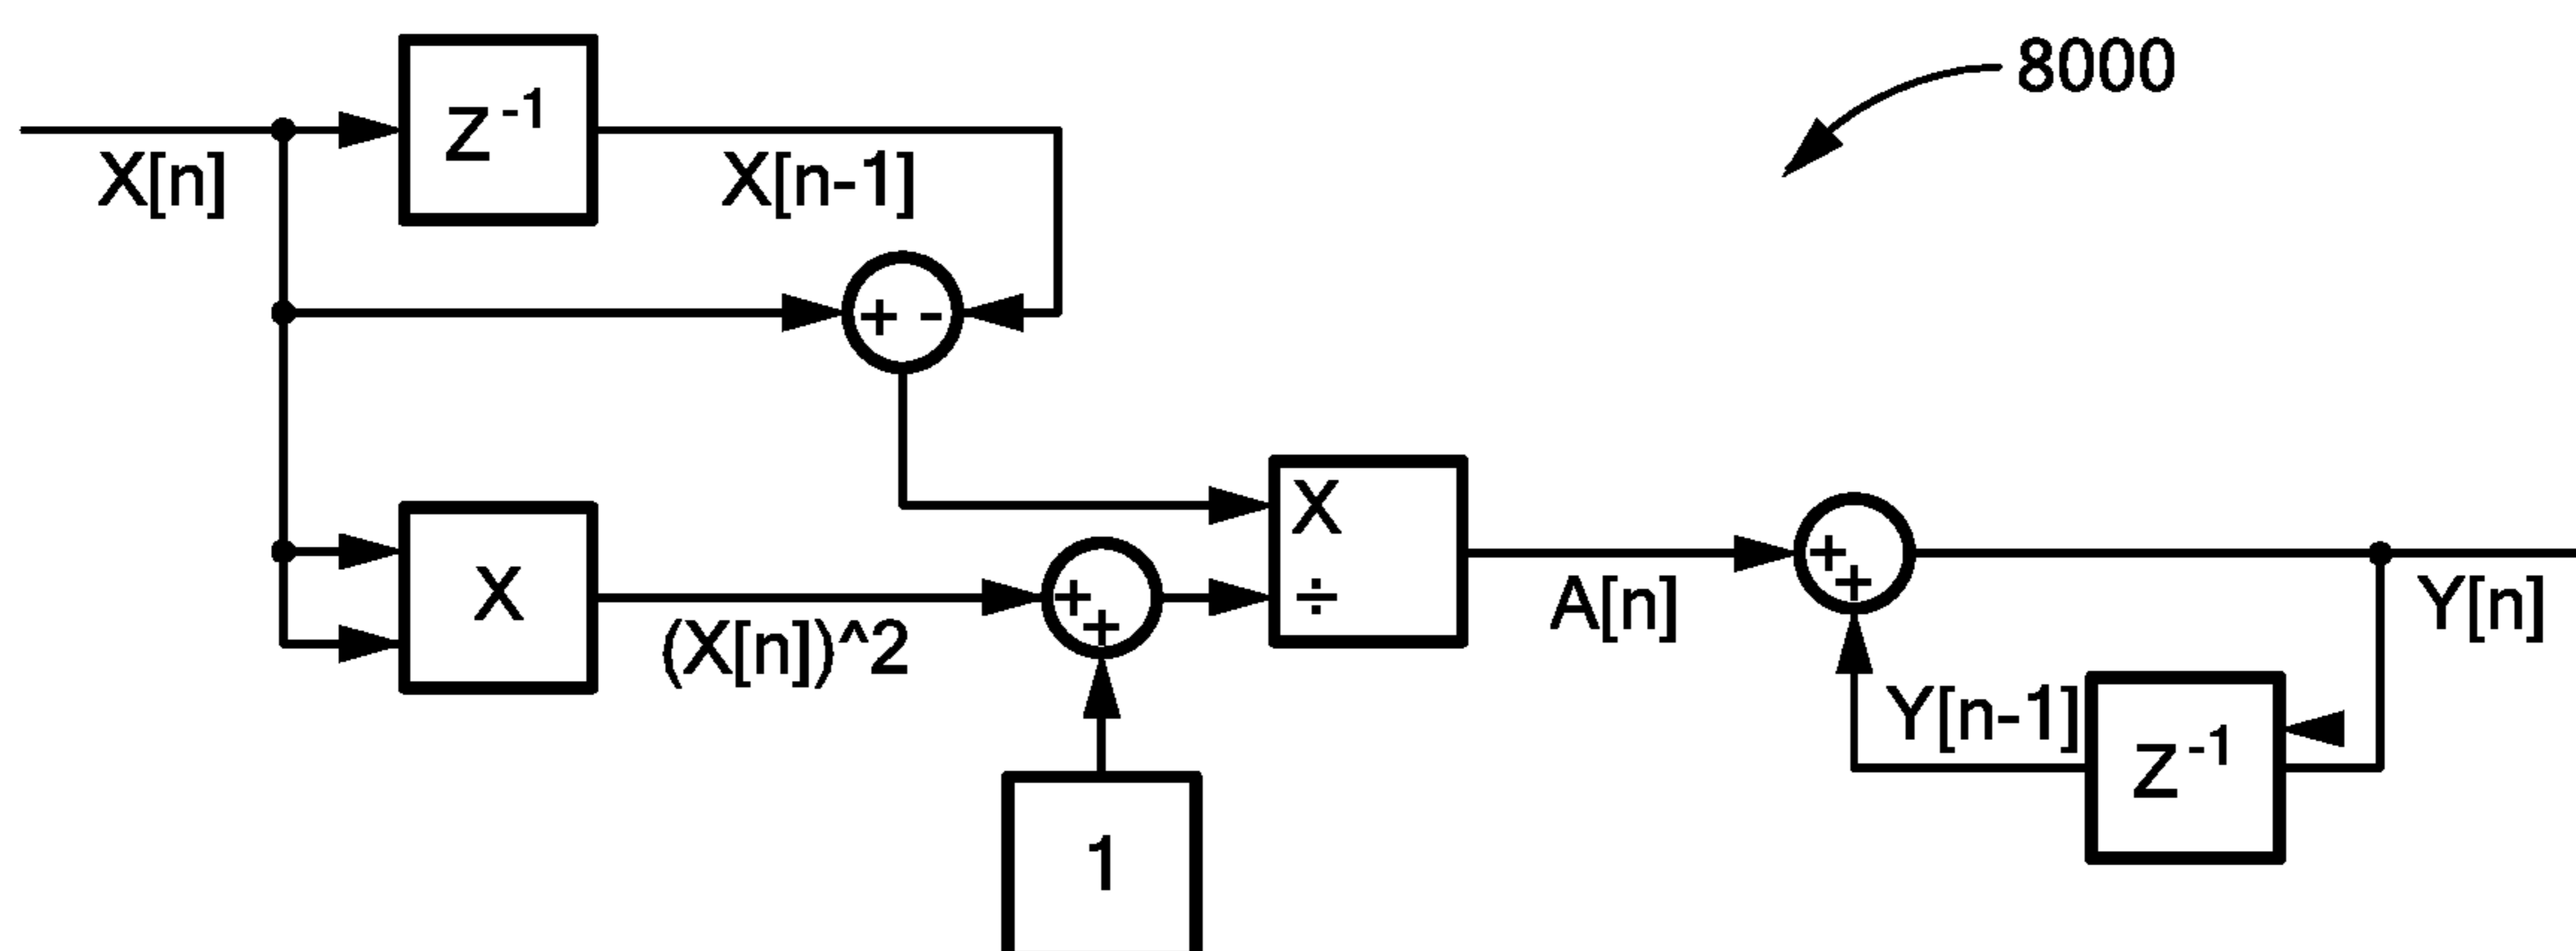 8000
Z-1
X[n]
X[n-1]
+ -
X
÷
X
+
+
(X[n])^2
A[n]
+
+
Y[n]
Y[n-1]
Z-1
1